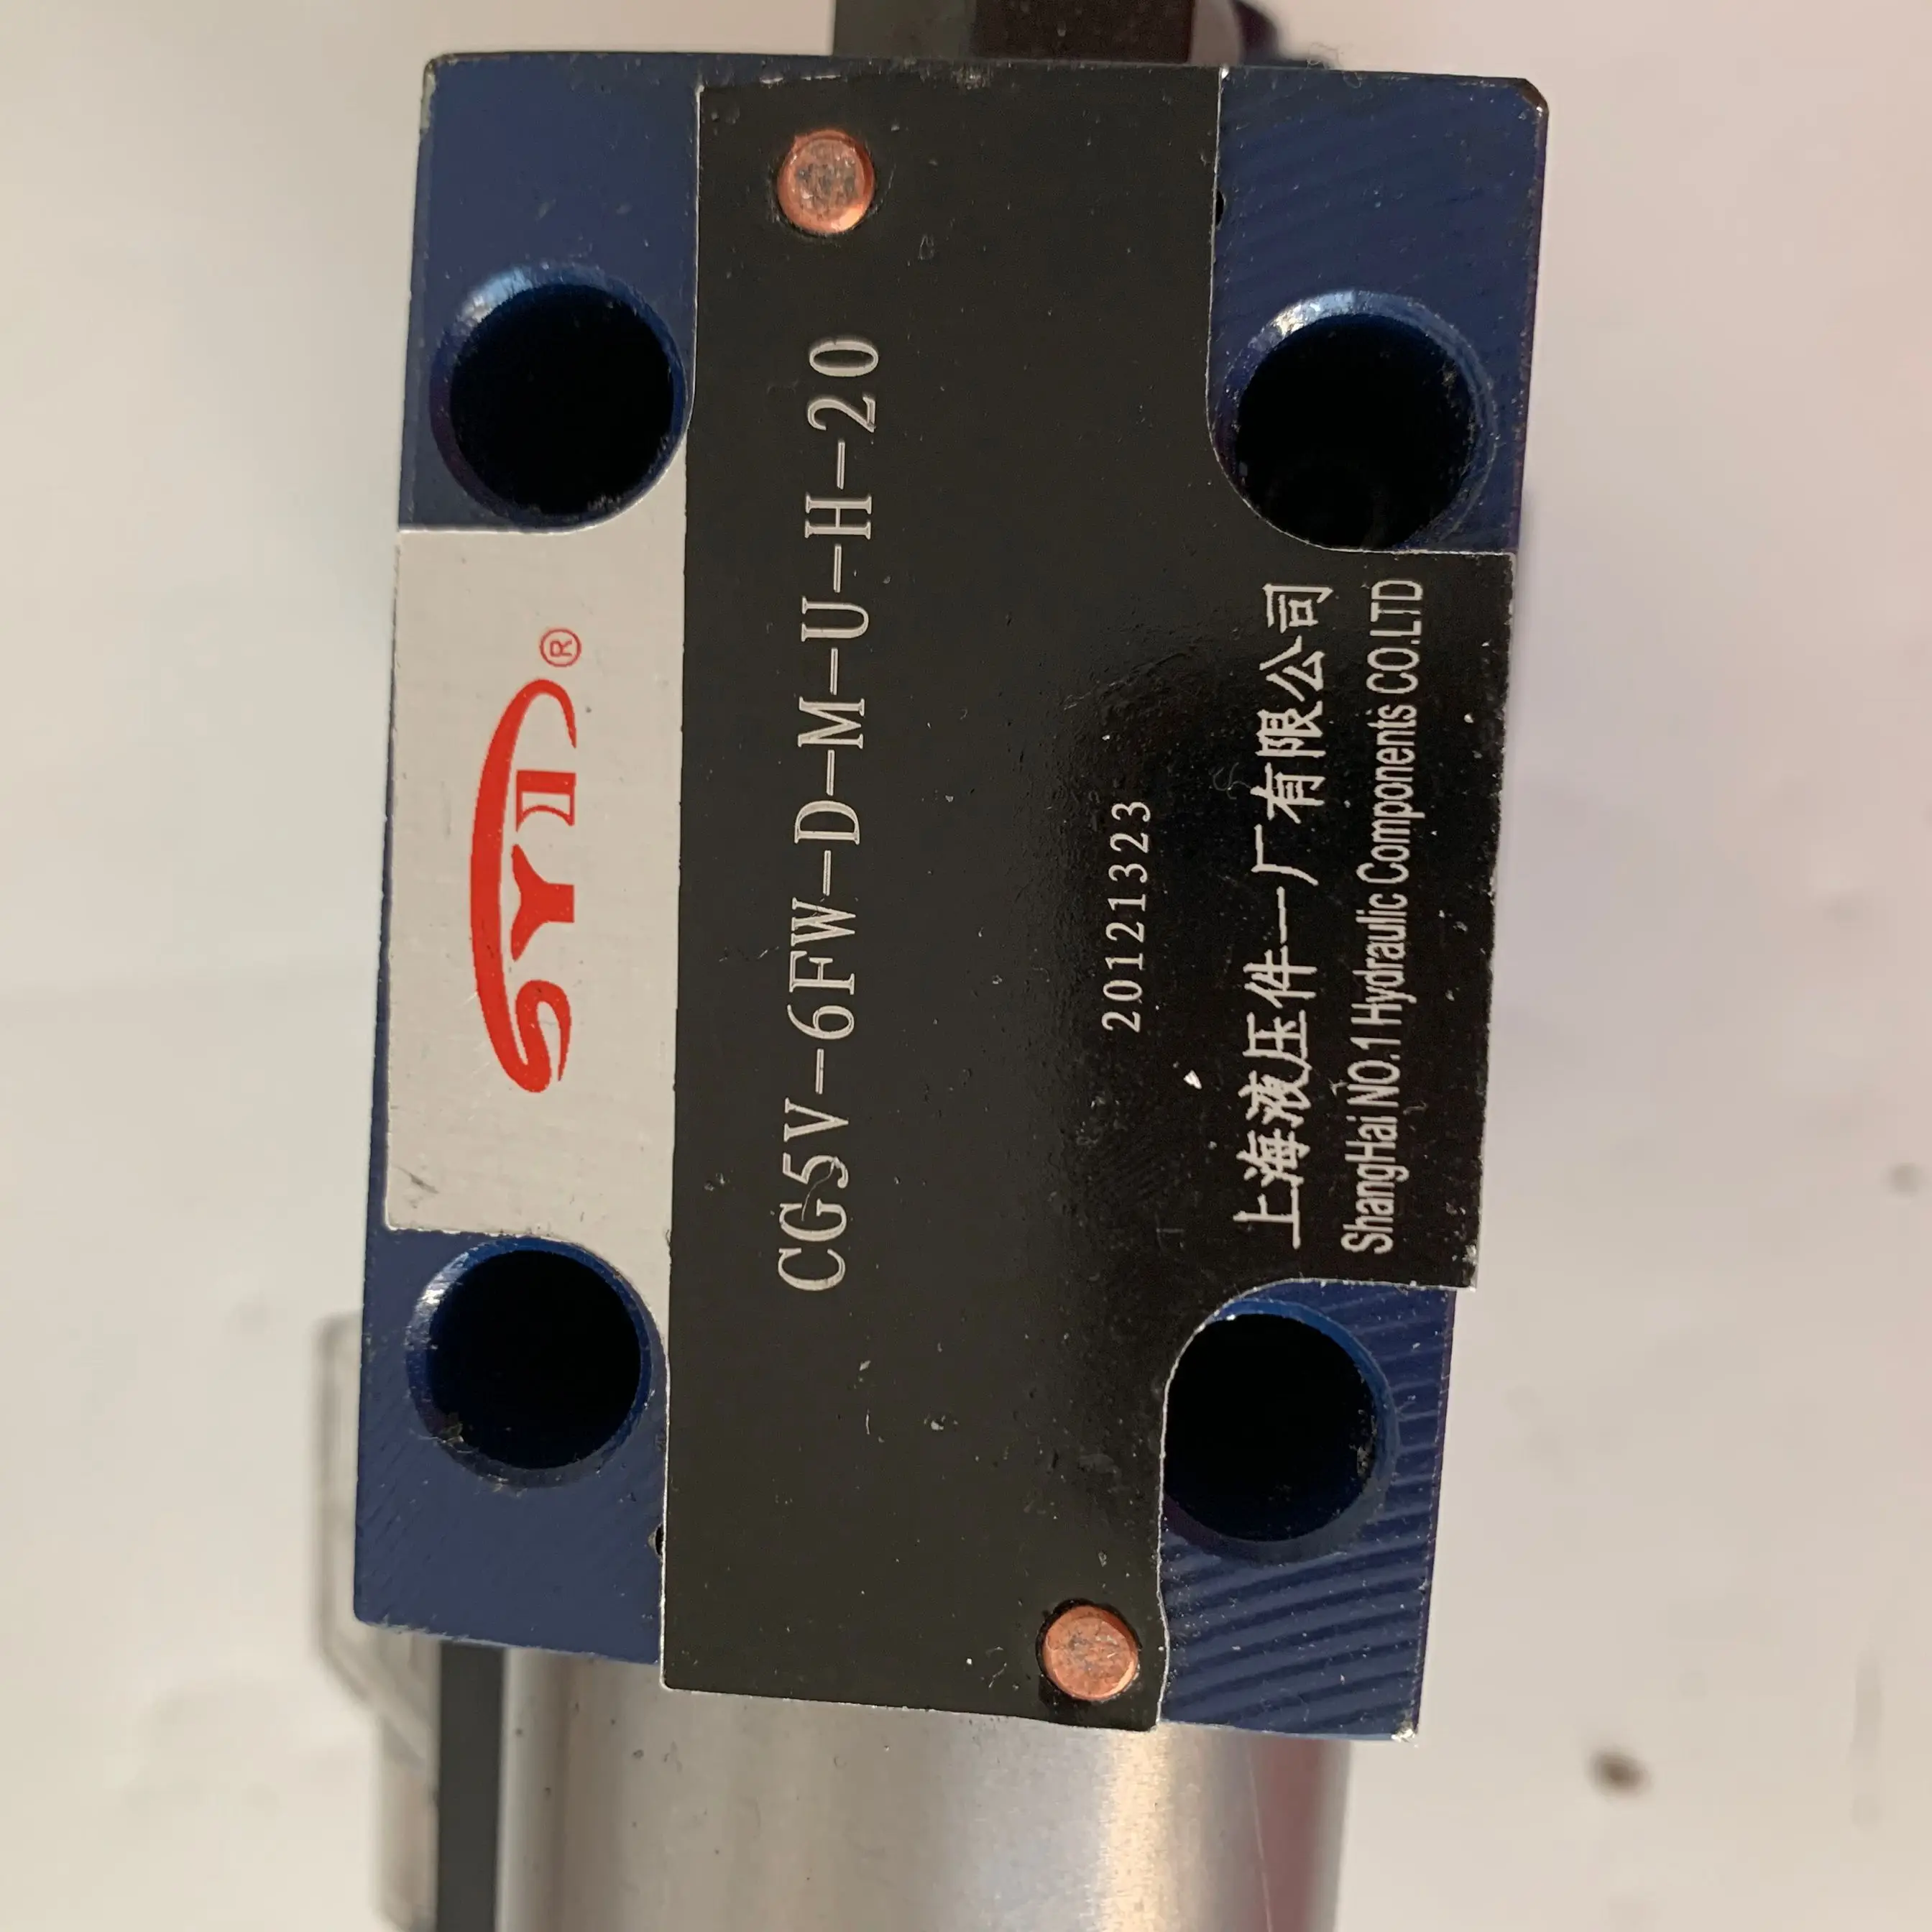 SYI®
CG5V-6FW-D-M-U-H-20
20121323
上海液压件一厂有限公司
ShangHai NO.1 Hydraulic Components CO.LTD